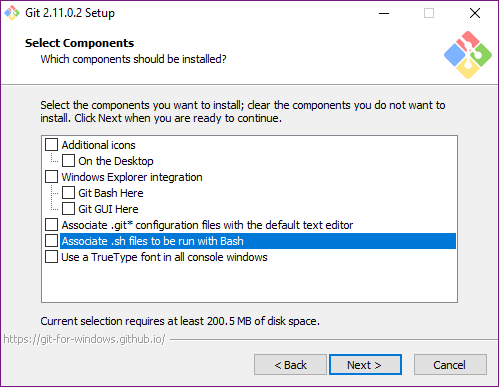 Git 2.11.0.2 Setup
Select Components
Which components should be installed?
Select the components you want to install; clear the components you do not want to
install. Click Next when you are ready to continue.
Additional icons
On the Desktop
Windows Explorer integration
Git Bash Here
Git GUI Here
Associate .git* configuration files with the default text editor
Associate .sh files to be run with Bash
Use a TrueType font in all console windows
Current selection requires at least 200.5 MB of disk space.
https://git-for-windows.github.io/
< Back
Next >
Cancel